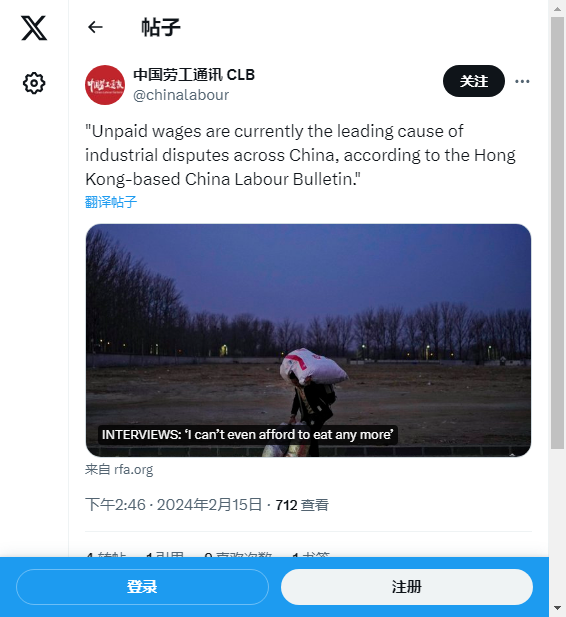 帖子
中国劳工通讯 CLB
@chinalabour
关注
"Unpaid wages are currently the leading cause of
industrial disputes across China, according to the Hong
Kong-based China Labour Bulletin."
翻译帖子
INTERVIEWS: ‘I can’t even afford to eat any more’
来自 rfa.org
下午2:46 · 2024年2月15日 · 712 查看
登录
注册